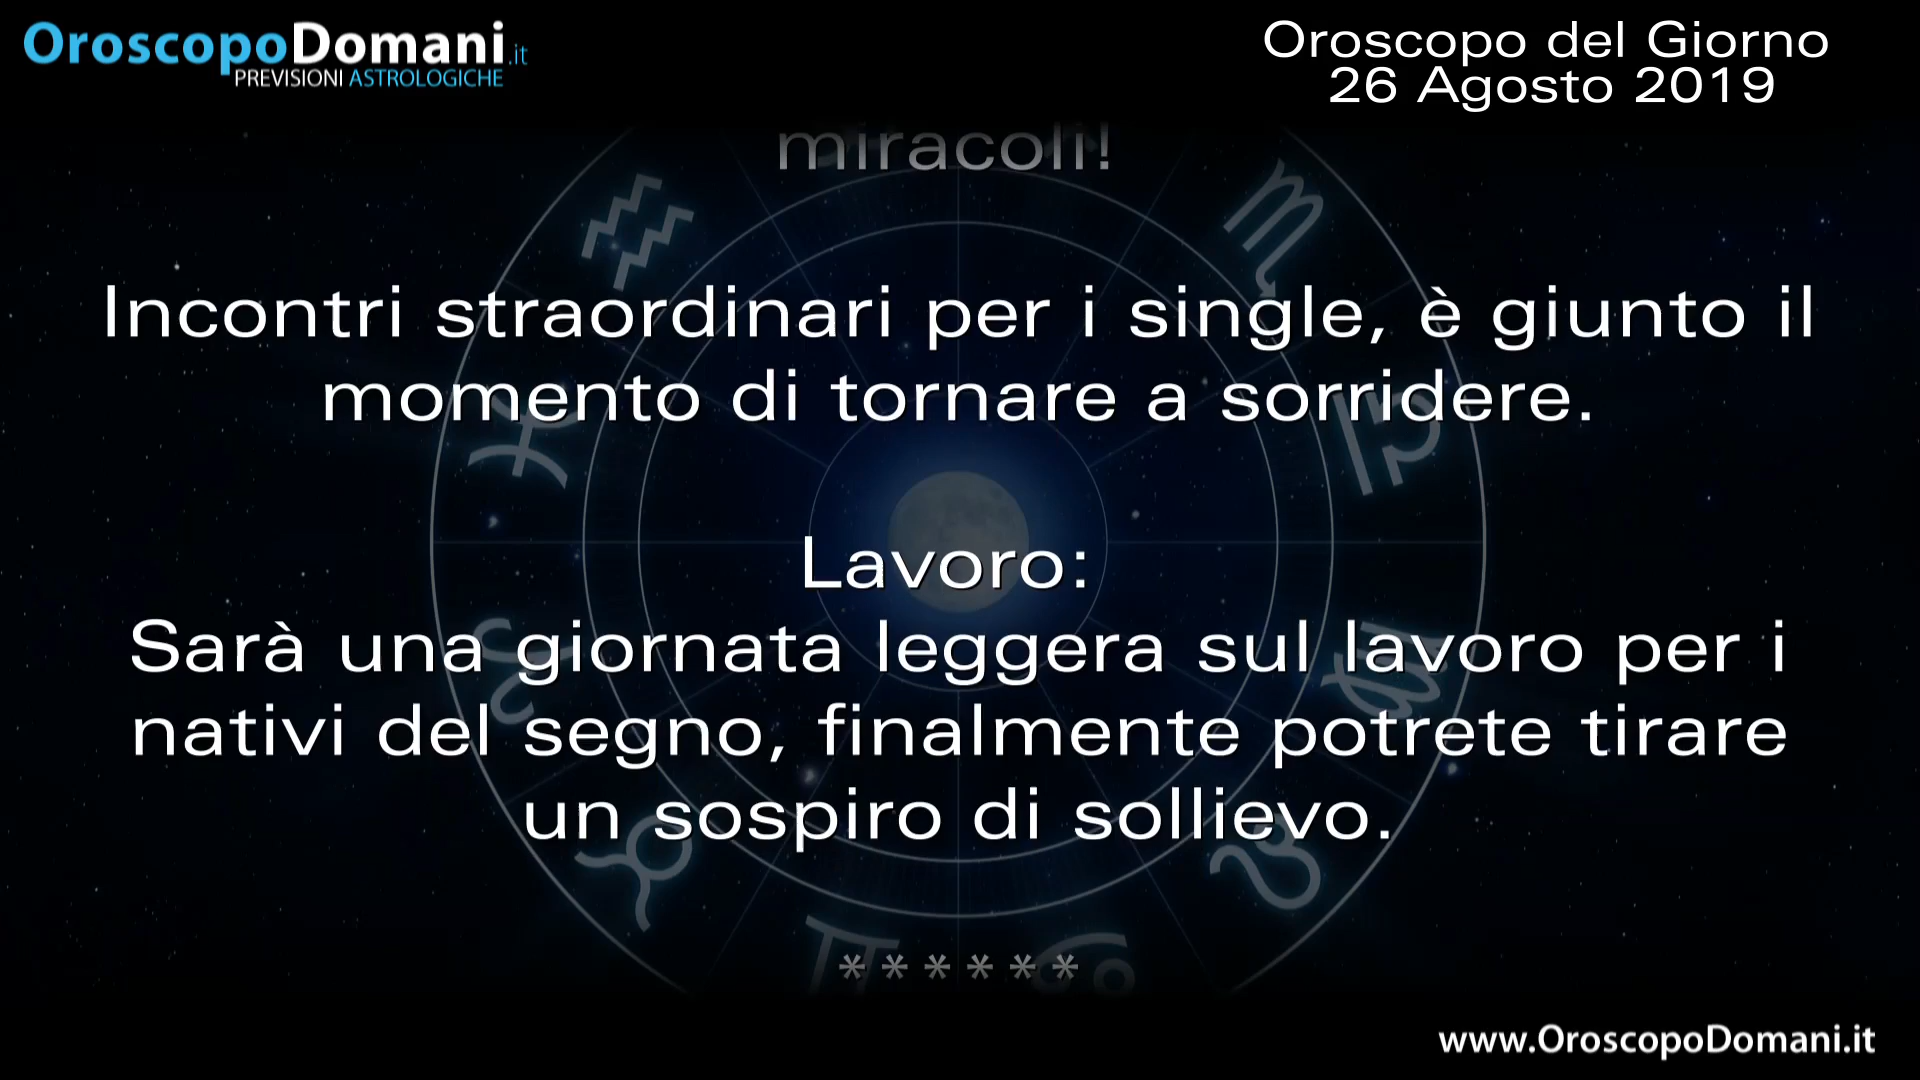 OroscopoDomani.it
PREVISIONI ASTROLOGICHE
Oroscopo del Giorno
26 Agosto 2019
miracoli!
Incontri straordinari per i single, è giunto il
momento di tornare a sorridere.
Lavoro:
Sarà una giornata leggera sul lavoro per i
nativi del segno, finalmente potrete tirare
un sospiro di sollievo.
******
www.OroscopoDomani.it